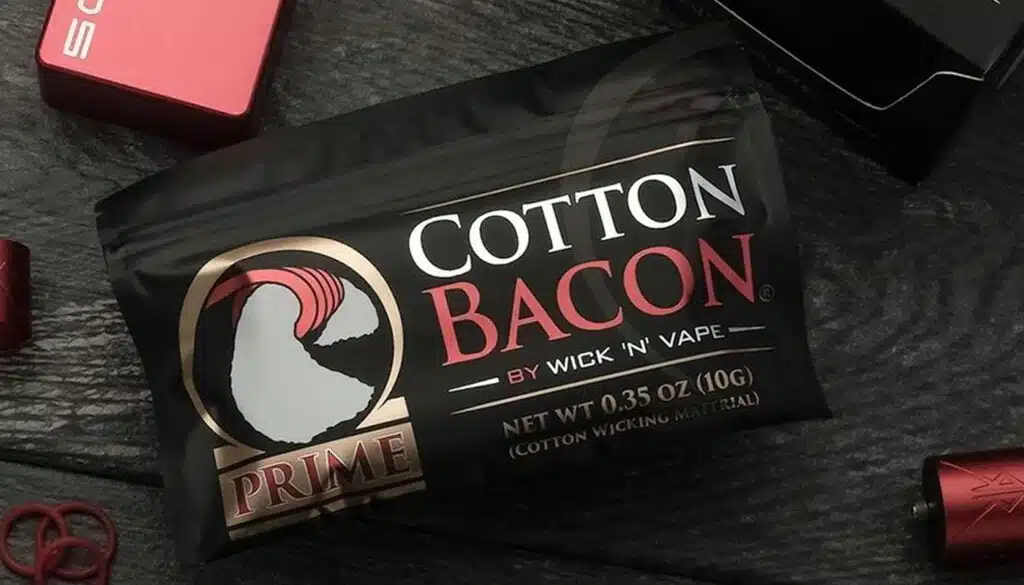 COTTON
BACON®
BY WICK 'N' VAPE
NET WT 0.35 OZ (10G)
(COTTON WICKING MATERIAL)
PRIME